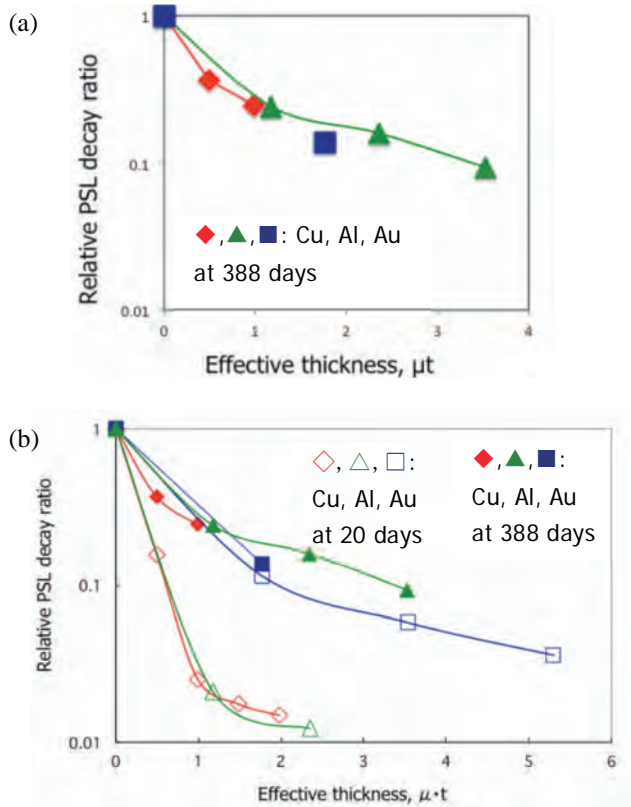 (a)
1
Relative PSL decay ratio
0.1
◆,▲,■: Cu, Al, Au
at 388 days
0.01
0 1 2 3 4
Effective thickness, μt
(b)
1
◇, △, □:
Cu, Al, Au
at 20 days
◆,▲,■:
Cu, Al, Au
at 388 days
Relative PSL decay ratio
0.1
0.01
0 1 2 3 4 5 6
Effective thickness, μ·t